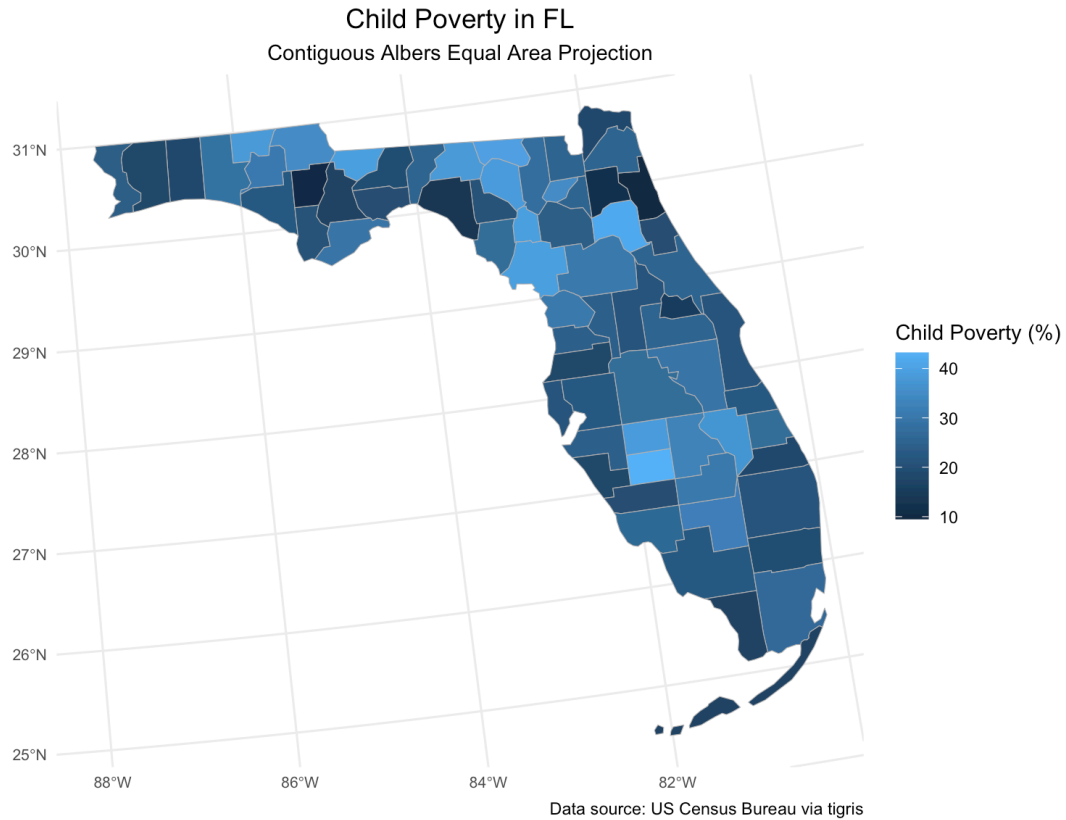 Child Poverty in FL
Contiguous Albers Equal Area Projection
31°N
30°N
29°N
28°N
27°N
26°N
25°N
88°W
86°W
84°W
82°W
Child Poverty (%)
40
30
20
10
Data source: US Census Bureau via tigris